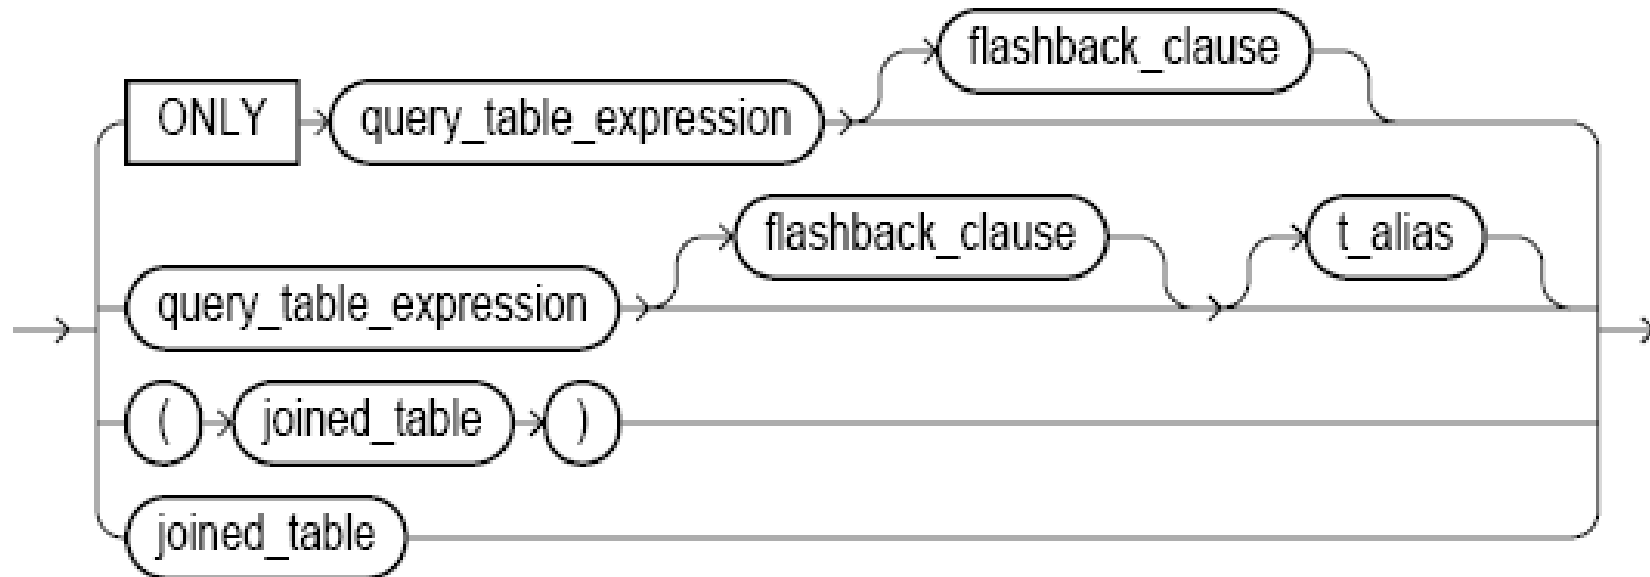 flashback_clause
ONLY query_table_expression
flashback_clause t_alias
query_table_expression
( joined_table )
joined_table